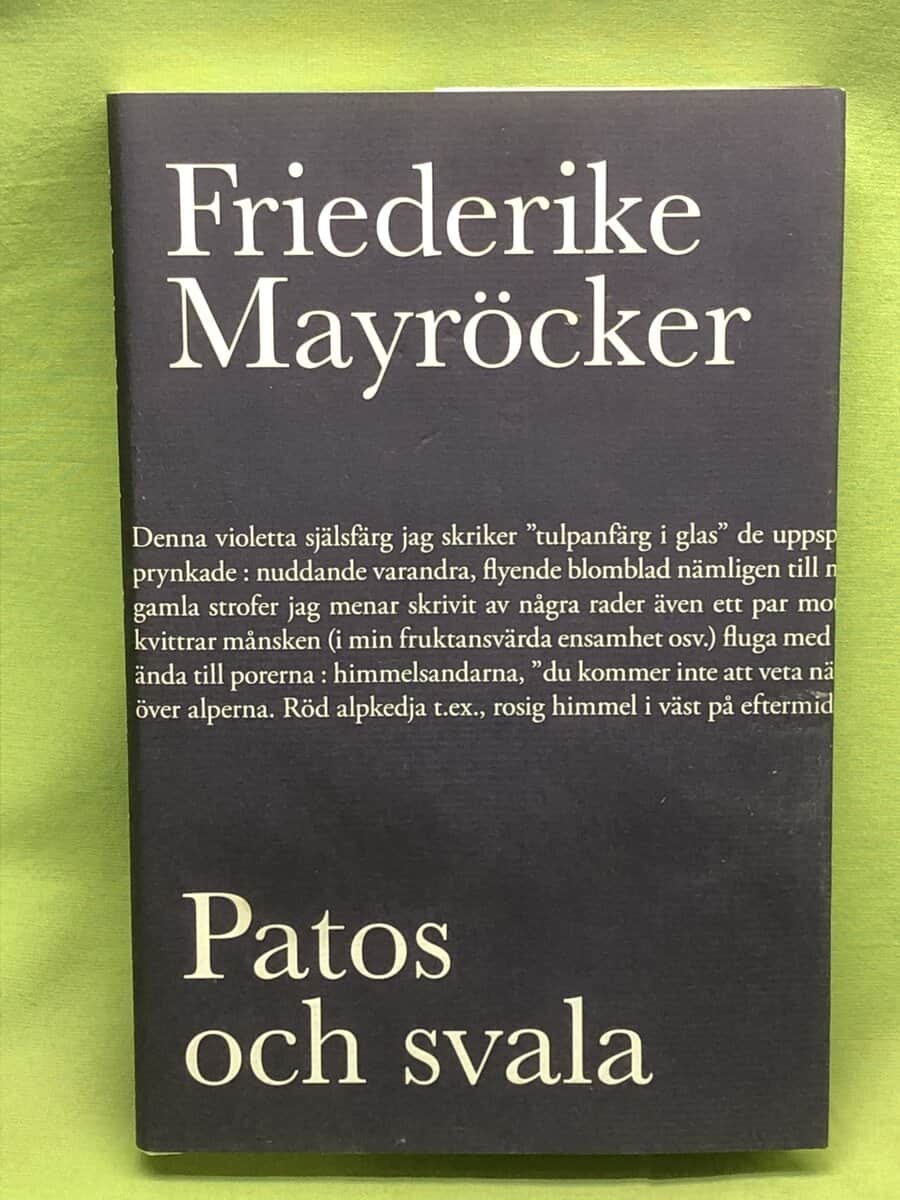 Friederike
Mayröcker
Denna violetta själsfärg jag skriker ”tulpanfärg i glas” de uppsp
prynkade : nuddande varandra, flyende blomblad nämligen till
gamla strofer jag menar skrivit av några rader även ett par mo
kvittrar månsken (i min fruktansvärda ensamhet osv.) fluga med
ända till porerna : himmelsandarna, ”du kommer inte att veta nä
över alperna. Röd alpkedja t.ex., rosig himmel i väst på eftermid
Patos
och svala